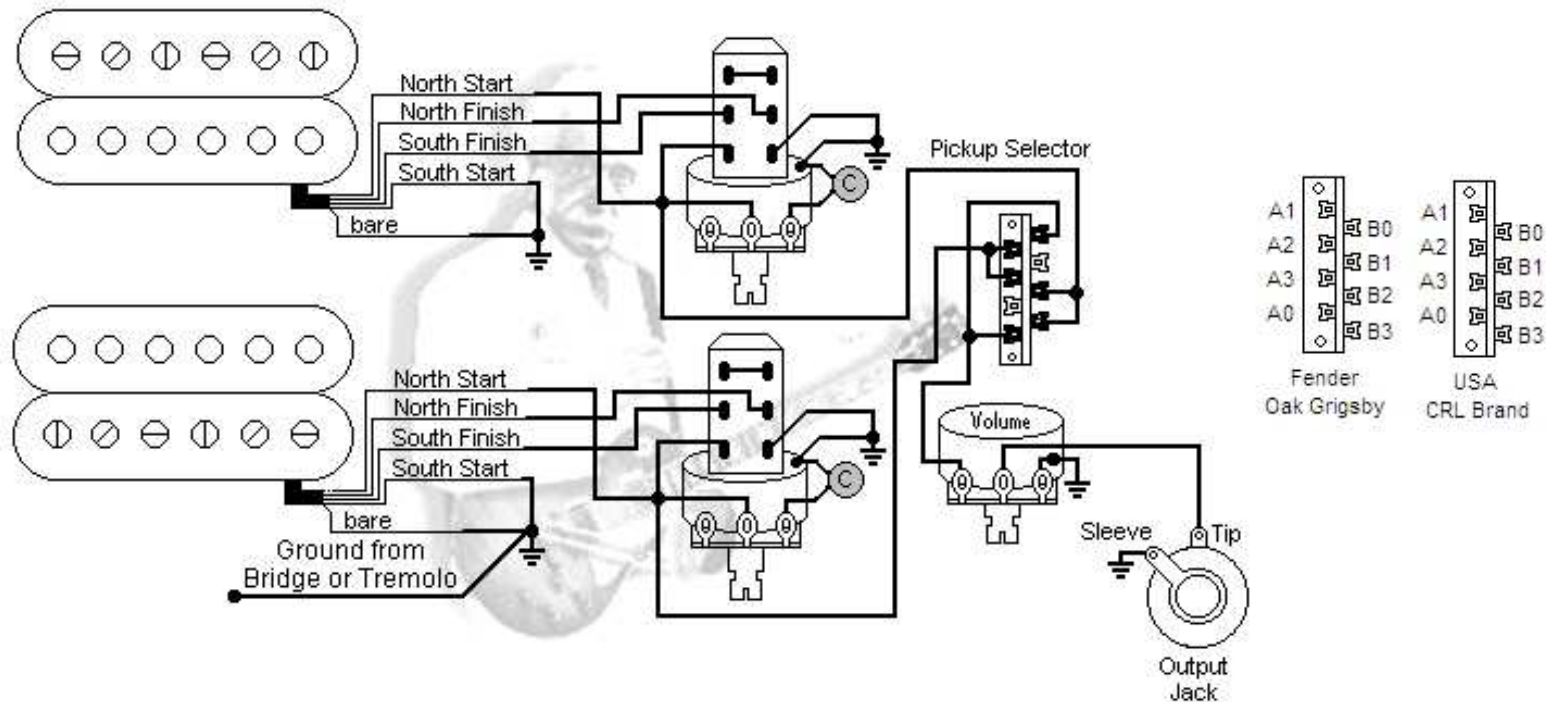 North Start
North Finish
South Finish
South Start
bare
C
Pickup Selector
A1
A2
A3
A0
B0
B1
B2
B3
Fender
Oak Grigsby
A1
A2
A3
A0
B0
B1
B2
B3
USA
CRL Brand
North Start
North Finish
South Finish
South Start
bare
Ground from
Bridge or Tremolo
C
Volume
Sleeve
Tip
Output
Jack